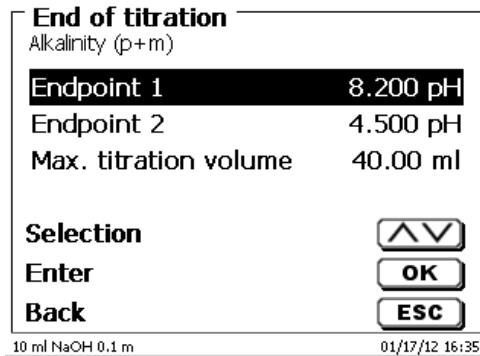 End of titration
Alkalinity (p+m)
Endpoint 1 8.200 pH
Endpoint 2 4.500 pH
Max. titration volume 40.00 ml
Selection
Enter OK
Back ESC
10 ml NaOH 0.1 m 01/17/12 16:35